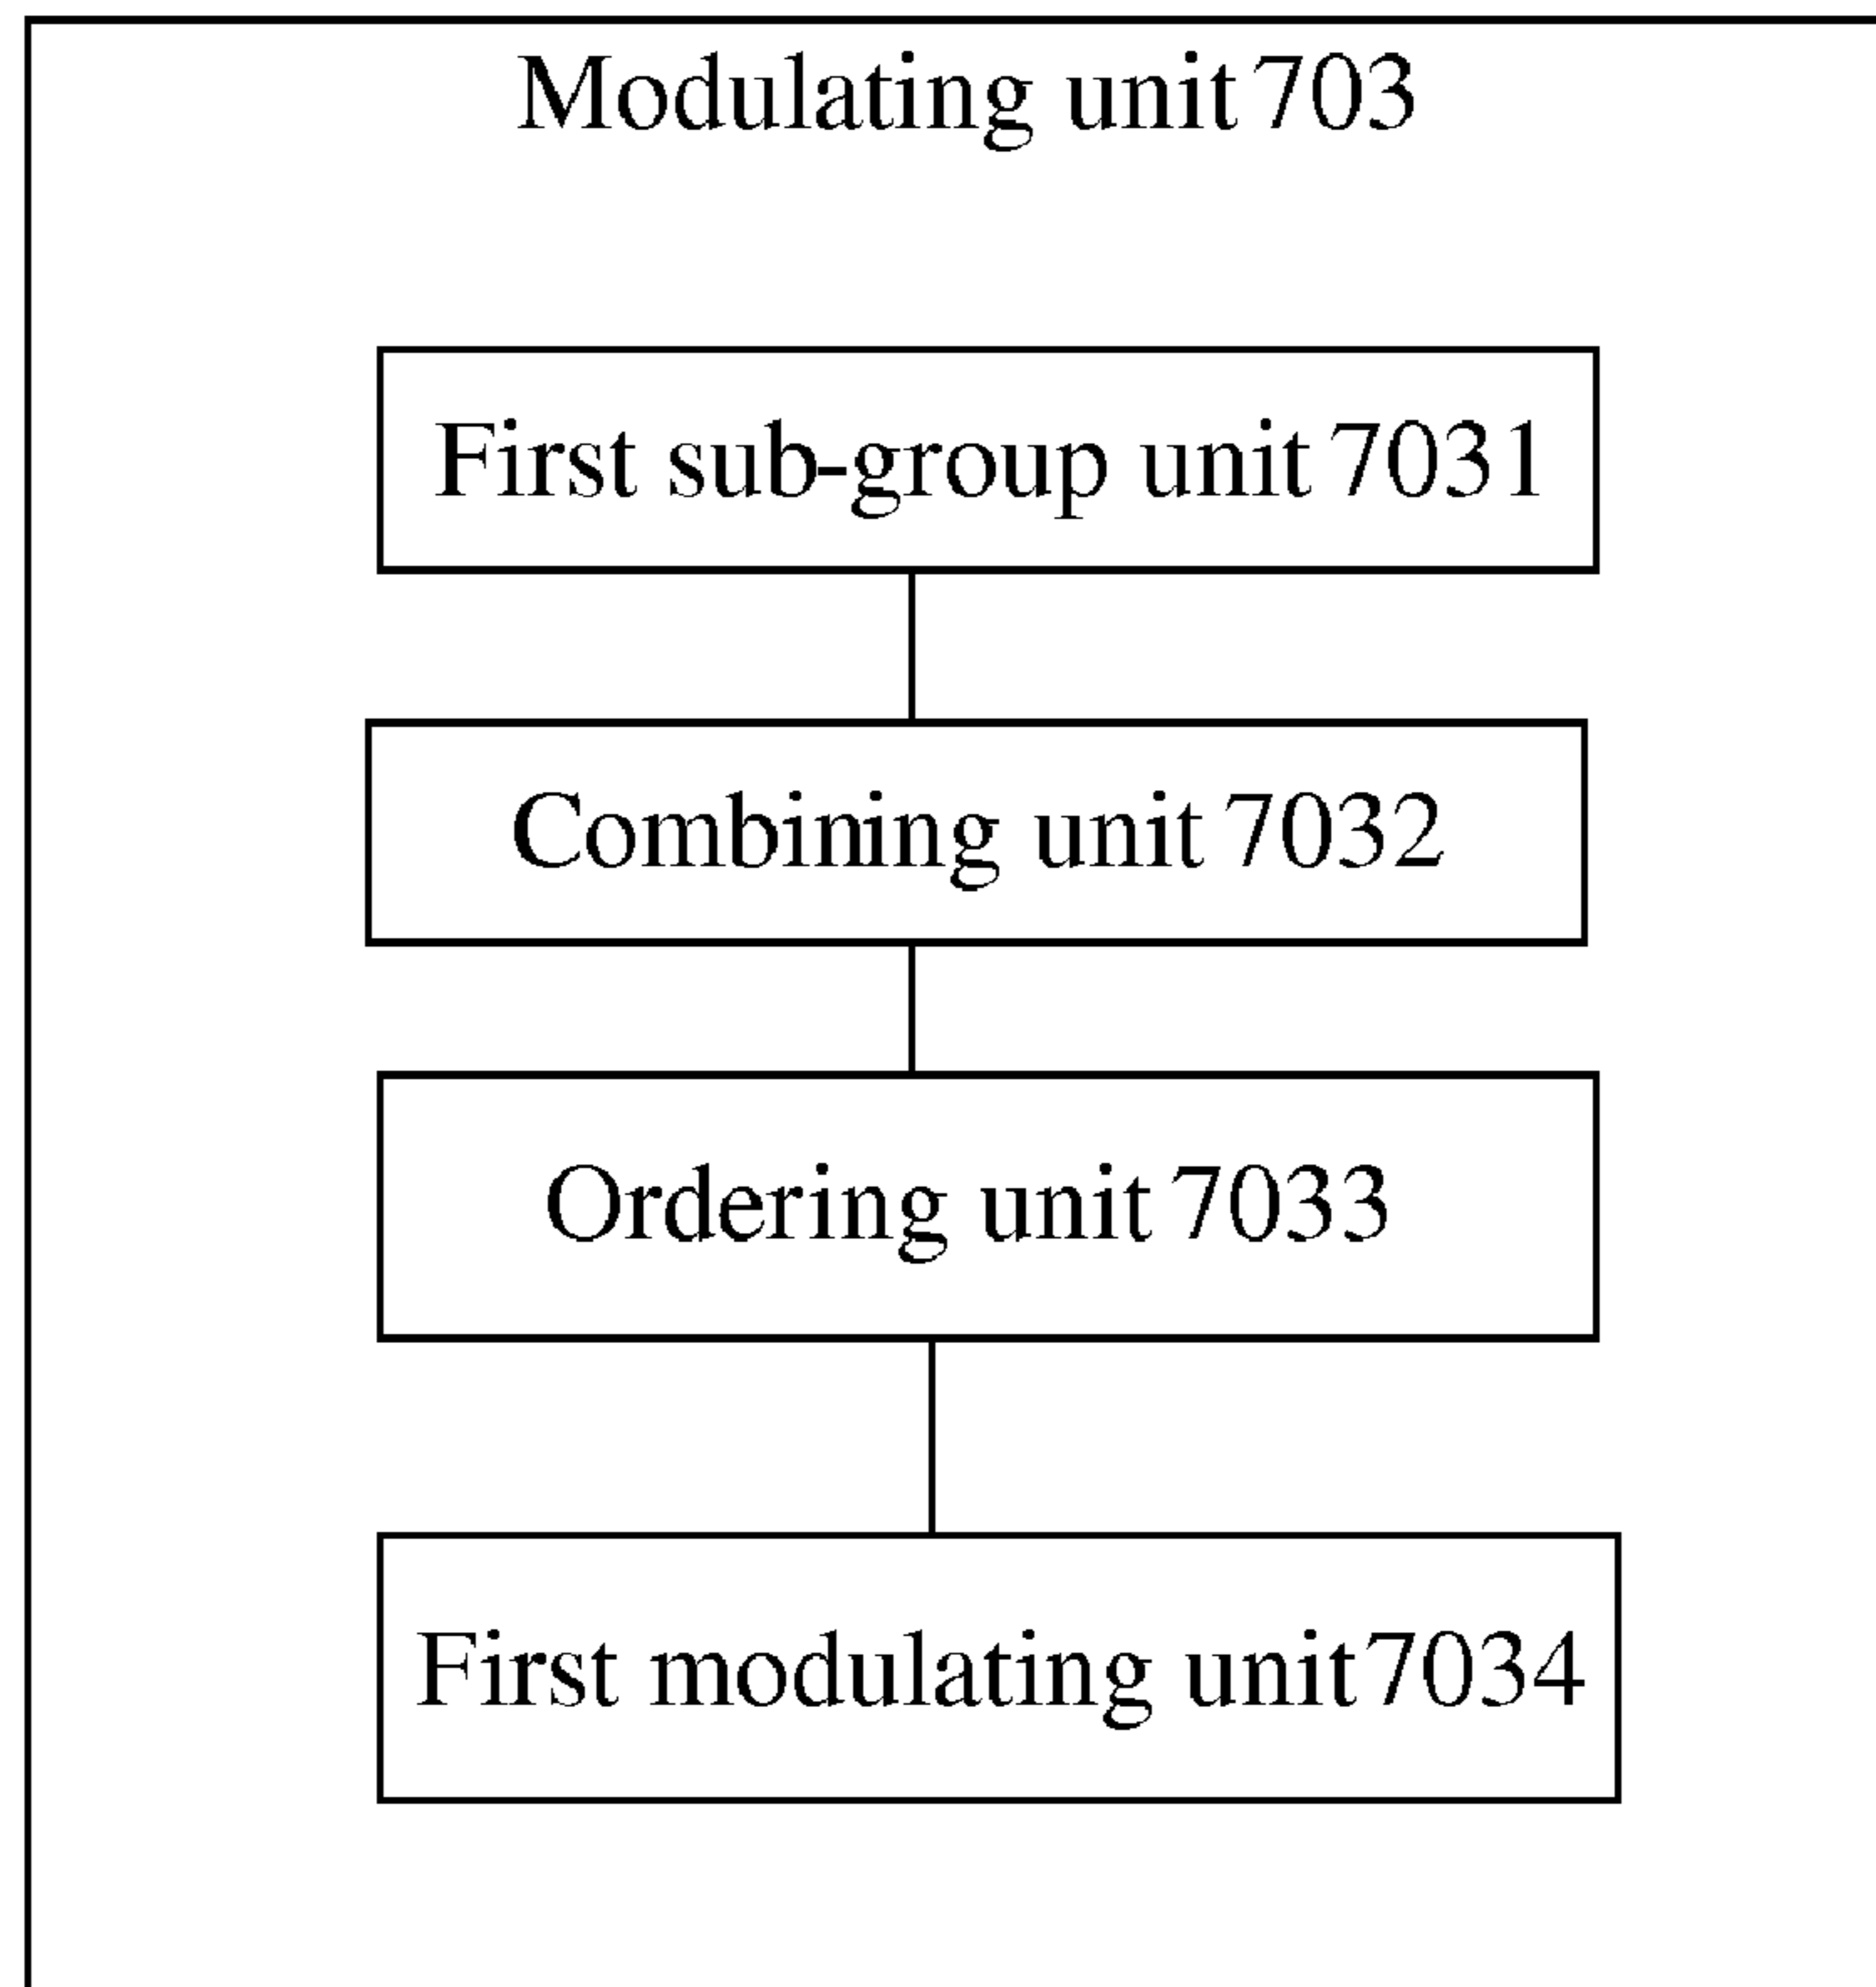 Modulating unit 703
First sub-group unit 7031
Combining unit 7032
Ordering unit 7033
First modulating unit 7034